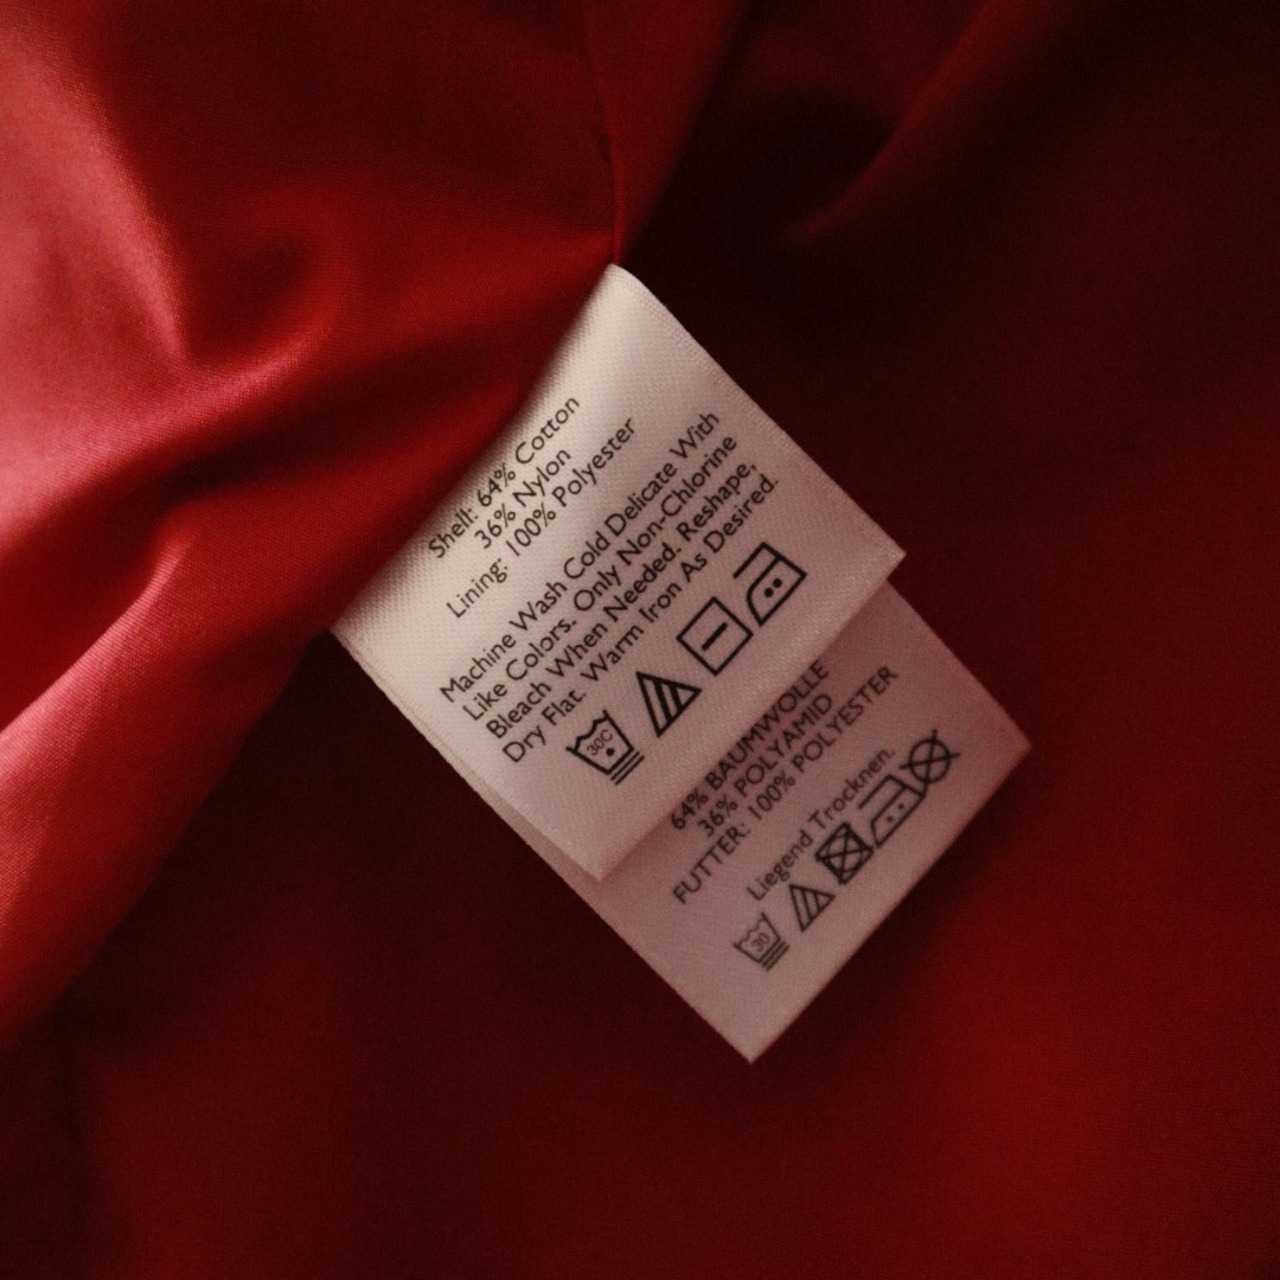 Shell: 64% Cotton
36% Nylon
Lining: 100% Polyester
Machine Wash Cold Delicate With
Like Colors. Only Non-Chlorine
Bleach When Needed. Reshape,
Dry Flat. Warm Iron As Desired.
30C
64% BAUMWOLLE
36% POLYAMID
FUTTER: 100% POLYESTER
Liegend Trocknen.
30